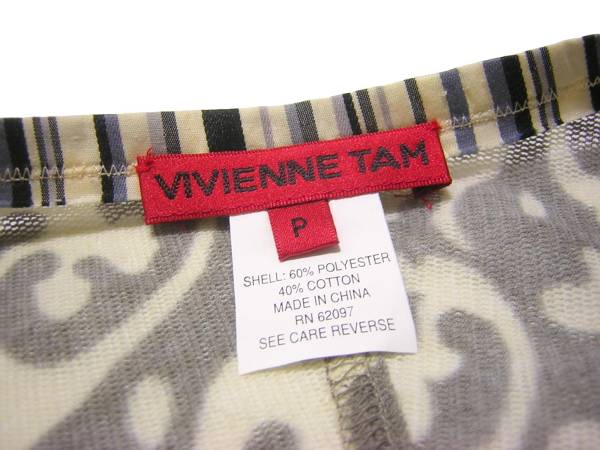 VIVIENNE TAM
P
SHELL: 60% POLYESTER
40% COTTON
MADE IN CHINA
RN 62097
SEE CARE REVERSE